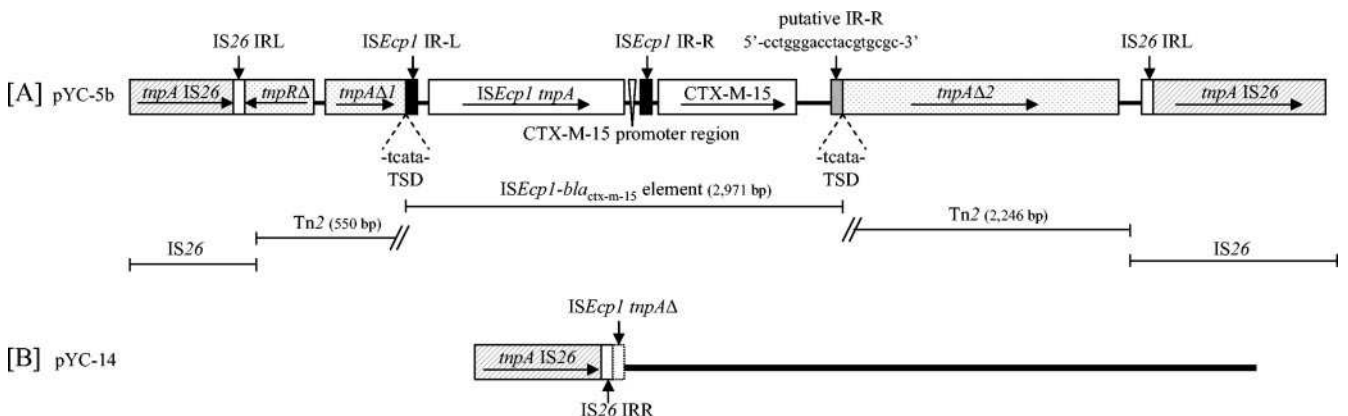 putative IR-R
IS26 IRL
ISEcp1 IR-L
ISEcp1 IR-R
5’-cctgggacctacgtgcgc-3’
IS26 IRL
[A] pYC-5b
tnpA IS26
tnpRΔ
tnpAΔ1
ISEcp1 tnpA
CTX-M-15
tnpAΔ2
tnpA IS26
CTX-M-15 promoter region
-tcata-
TSD
-tcata-
TSD
ISEcp1-bla ctx-m-15 element (2,971 bp)
Tn2 (550 bp)
Tn2 (2,246 bp)
IS26
IS26
ISEcp1 tnpAΔ
[B] pYC-14
tnpA IS26
IS26 IRR